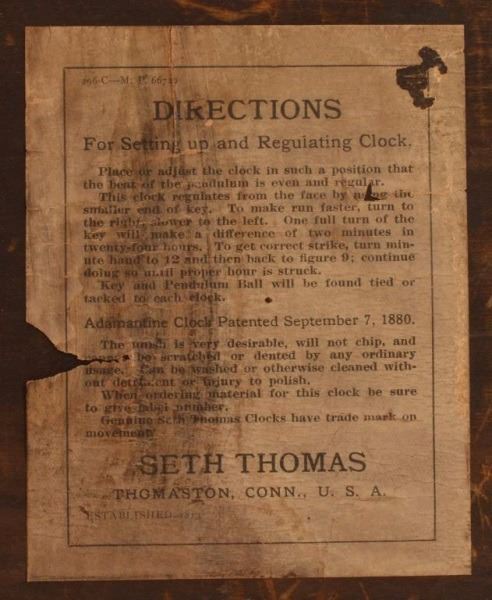 296-C—M. P. 66722
DIRECTIONS
For Setting up and Regulating Clock.
Place or adjust the clock in such a position that
the beat of the pendulum is even and regular.
This clock regulates from the face by using the
smaller end of key. To make run faster, turn to
the right, slower to the left. One full turn of the
key will make a difference of two minutes in
twenty-four hours. To get correct strike, turn min-
ute hand to 12 and then back to figure 9; continue
doing so until proper hour is struck.
Key and Pendulum Ball will be found tied or
tacked to each clock.
Adamantine Clock Patented September 7, 1880.
The finish is very desirable, will not chip, and
cannot be scratched or dented by any ordinary
usage. Can be washed or otherwise cleaned with-
out detriment or injury to polish.
When ordering material for this clock be sure
to give label number.
Genuine Seth Thomas Clocks have trade mark on
movement.
SETH THOMAS
THOMASTON, CONN., U. S. A.
ESTABLISHED 1813